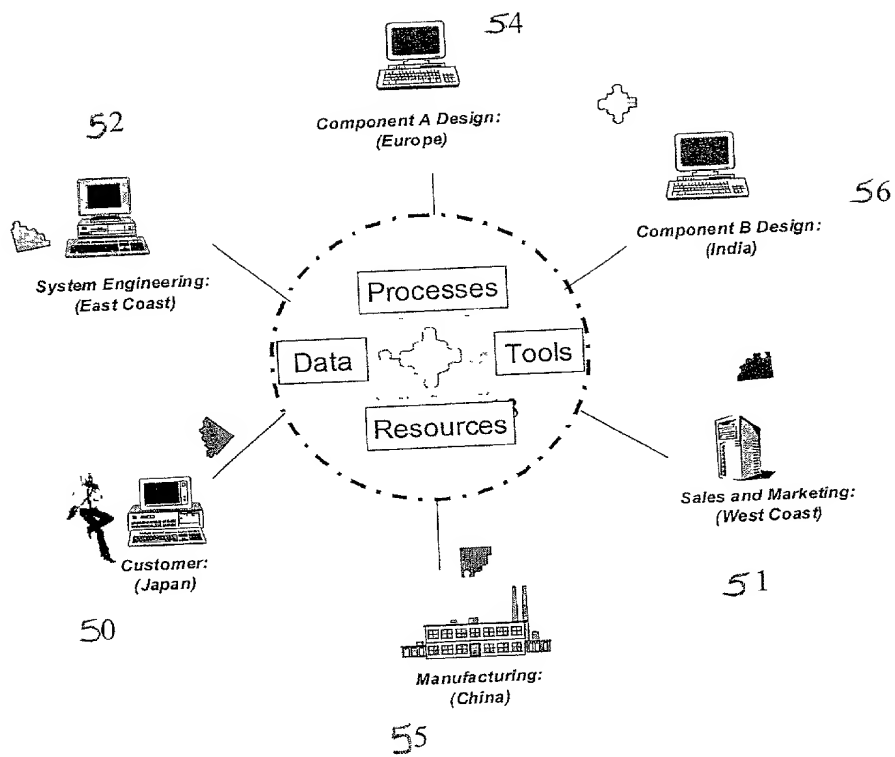 54
Component A Design:
(Europe)
52
56
Component B Design:
(India)
System Engineering:
(East Coast)
Processes
Data
Tools
Resources
Sales and Marketing:
(West Coast)
51
Customer:
(Japan)
50
Manufacturing:
(China)
55